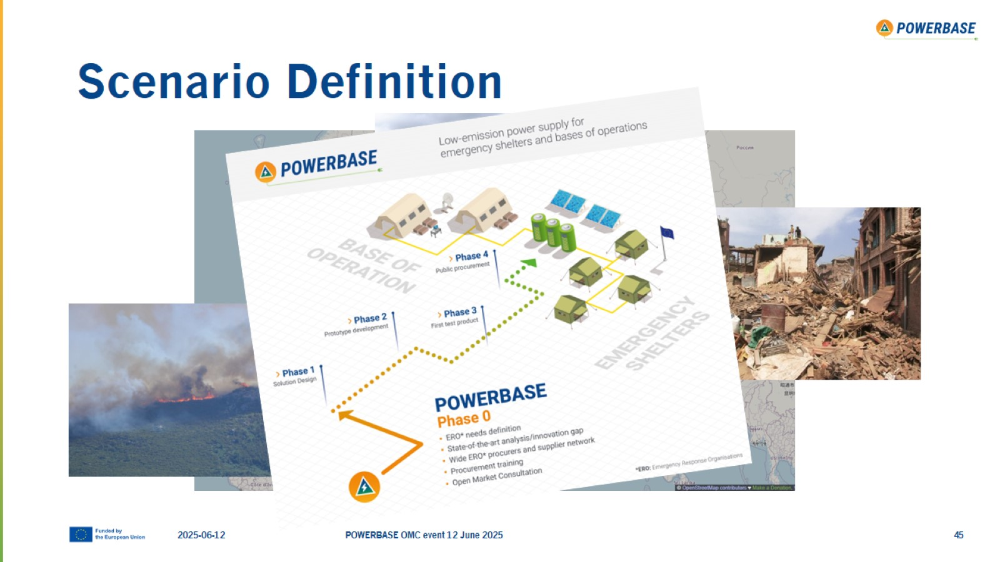 POWERBASE
Scenario Definition
Low-emission power supply for
emergency shelters and bases of operations
POWERBASE
Россия
BASE OF
OPERATION
› Phase 4
Public procurement
› Phase 2
Prototype development
› Phase 3
First test product
EMERGENCY
SHELTERS
› Phase 1
Solution Design
POWERBASE
Phase 0
• ERO* needs definition
• State-of-the-art analysis/innovation gap
• Wide ERO* procurers and supplier network
• Procurement training
• Open Market Consultation
*ERO: Emergency Response Organisations
© OpenStreetMap contributors ♥ Make a Donation.
Funded by
the European Union
2025-06-12
POWERBASE OMC event 12 June 2025
45